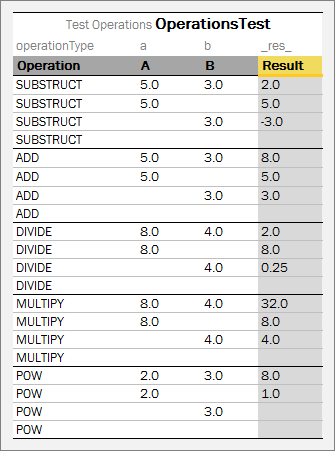 Test Operations OperationsTest
operationType a b _res_
Operation A B Result
SUBSTRUCT 5.0 3.0 2.0
SUBSTRUCT 5.0 5.0
SUBSTRUCT 3.0 -3.0
SUBSTRUCT
ADD 5.0 3.0 8.0
ADD 5.0 5.0
ADD 3.0 3.0
ADD
DIVIDE 8.0 4.0 2.0
DIVIDE 8.0 8.0
DIVIDE 4.0 0.25
DIVIDE
MULTIPY 8.0 4.0 32.0
MULTIPY 8.0 8.0
MULTIPY 4.0 4.0
MULTIPY
POW 2.0 3.0 8.0
POW 2.0 1.0
POW 3.0
POW